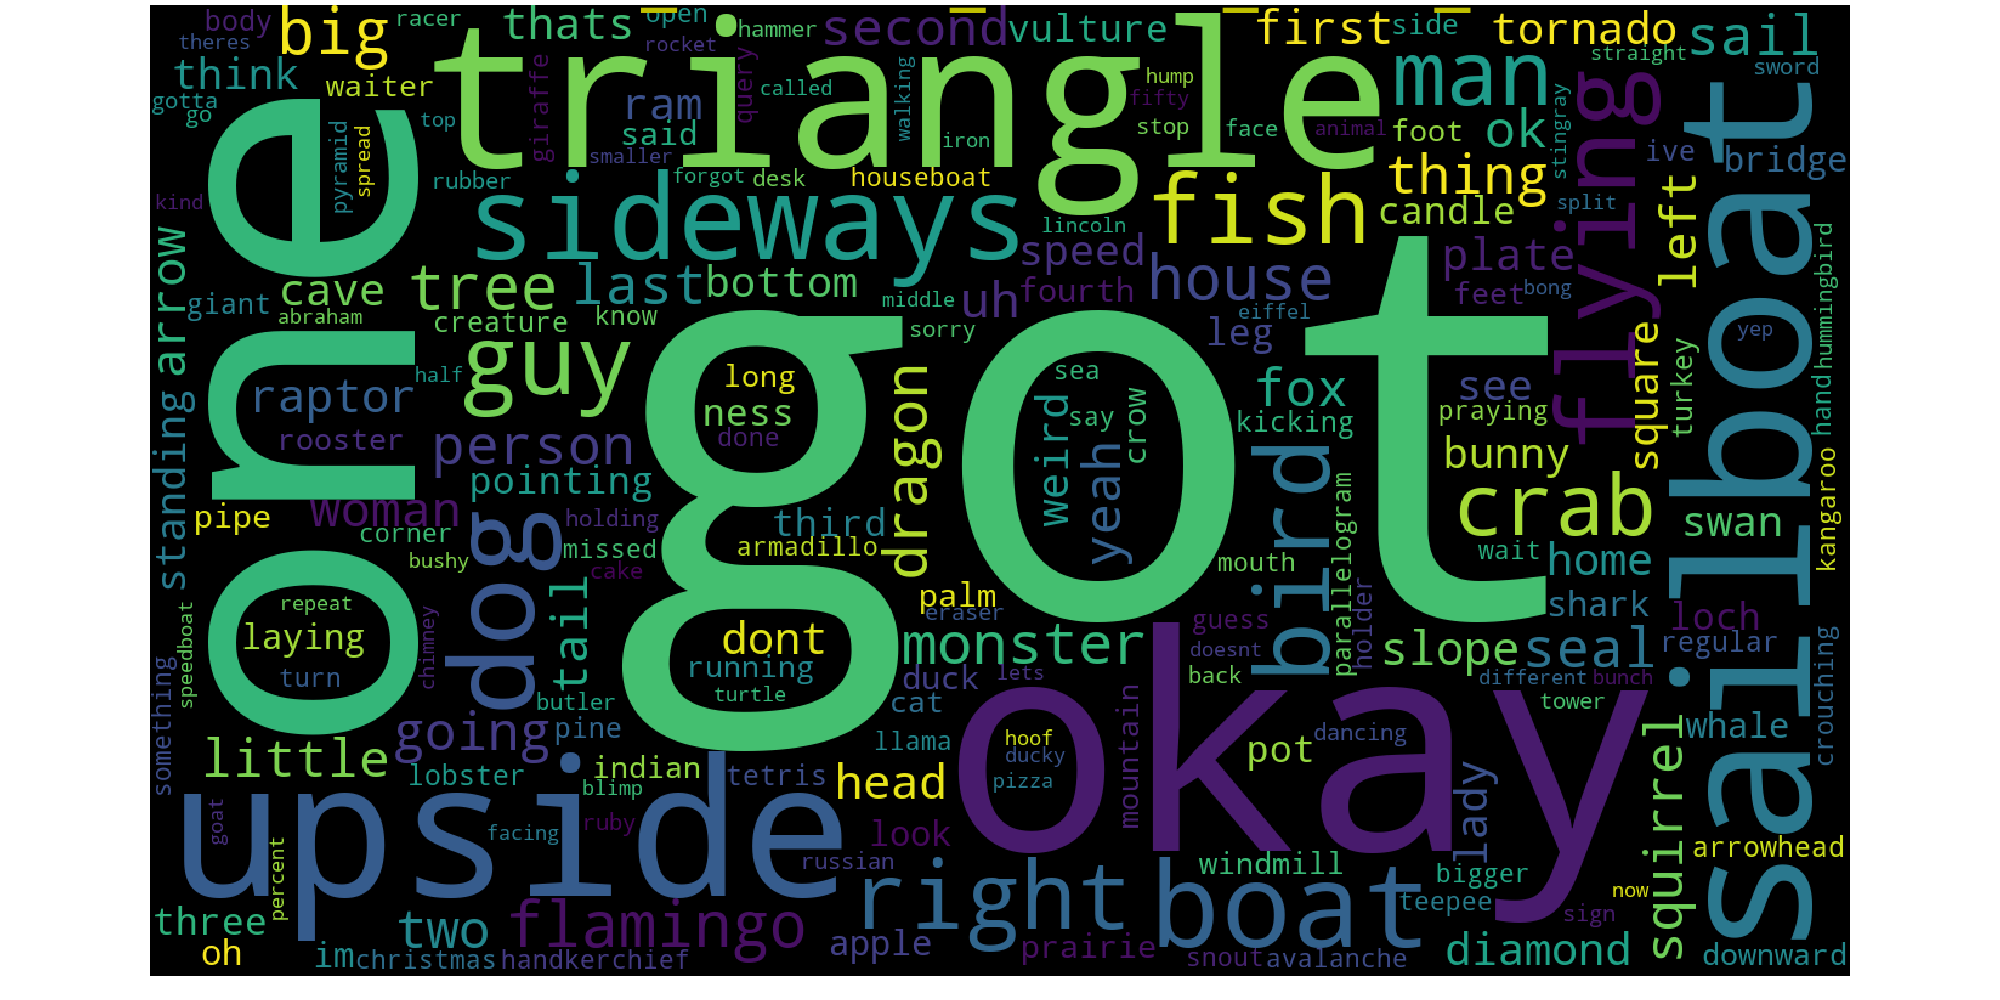 body
racer
open
big
thats
hammer
second
vulture
first
side
tornado
sail
theres
rocket
straight
think
waiter
triangle
query
called
hump
man
sword
gotta
go
giraffe
ram
walking
fifty
flying
top
said
iron
stop
face
animal
foot
ok
stingray
ive
bridge
pyramid
spread
smaller
one
rubber
forgot
desk
houseboat
fish
thing
left
kind
sideways
lincoln
candle
split
sailboat
standing
arrow
cave
tree
last
bottom
speed
house
plate
hummingbird
giant
middle
uh
fourth
feet
bong
abraham
creature
know
sorry
eiffel
leg
square
turkey
yep
guy
got
half
long
sea
fox
see
raptor
ness
dragon
weird
say
crow
kicking
praying
hand
rooster
person
done
yeah
bird
bunny
kangaroo
woman
pointing
crab
pipe
holding
third
parallelogram
swan
corner
dog
missed
armadillo
wait
home
bushy
cake
mouth
holder
repeat
tail
palm
eraser
guess
shark
loch
speedboat
laying
chimney
dont
monster
doesnt
slope
seal
regular
something
turn
running
duck
lets
back
different
bunch
crouching
turtle
butler
cat
okay
tower
going
pine
llama
hoof
ducky
mountain
pot
dancing
squirrel
whale
little
lobster
indian
blimp
tetris
head
pizza
lady
goat
upside
facing
ruby
look
arrowhead
percent
russian
right
boat
windmill
bigger
now
three
two
flamingo
teepee
sign
oh
im
christmas
handkerchief
apple
prairie
snout
avalanche
diamond
downward